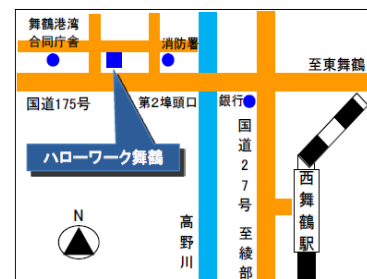 舞鶴港湾
合同庁舎
消防署
至東舞鶴
国道175号
第2埠頭口
銀行
ハローワーク舞鶴
国道27号
至綾部
西舞鶴駅
N
高野川